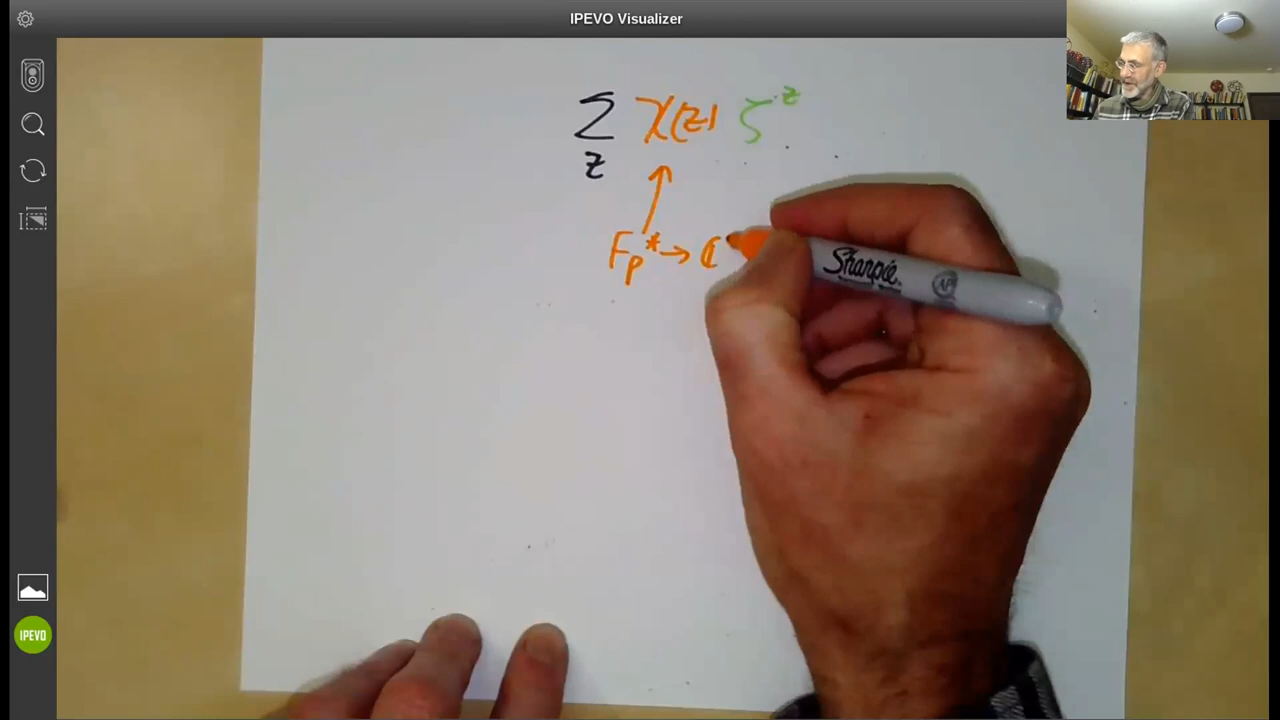 IPEVO Visualizer
∑ χ(z) ζ^z
z
F_p^* → ℂ
Sharpie.
IPEVO